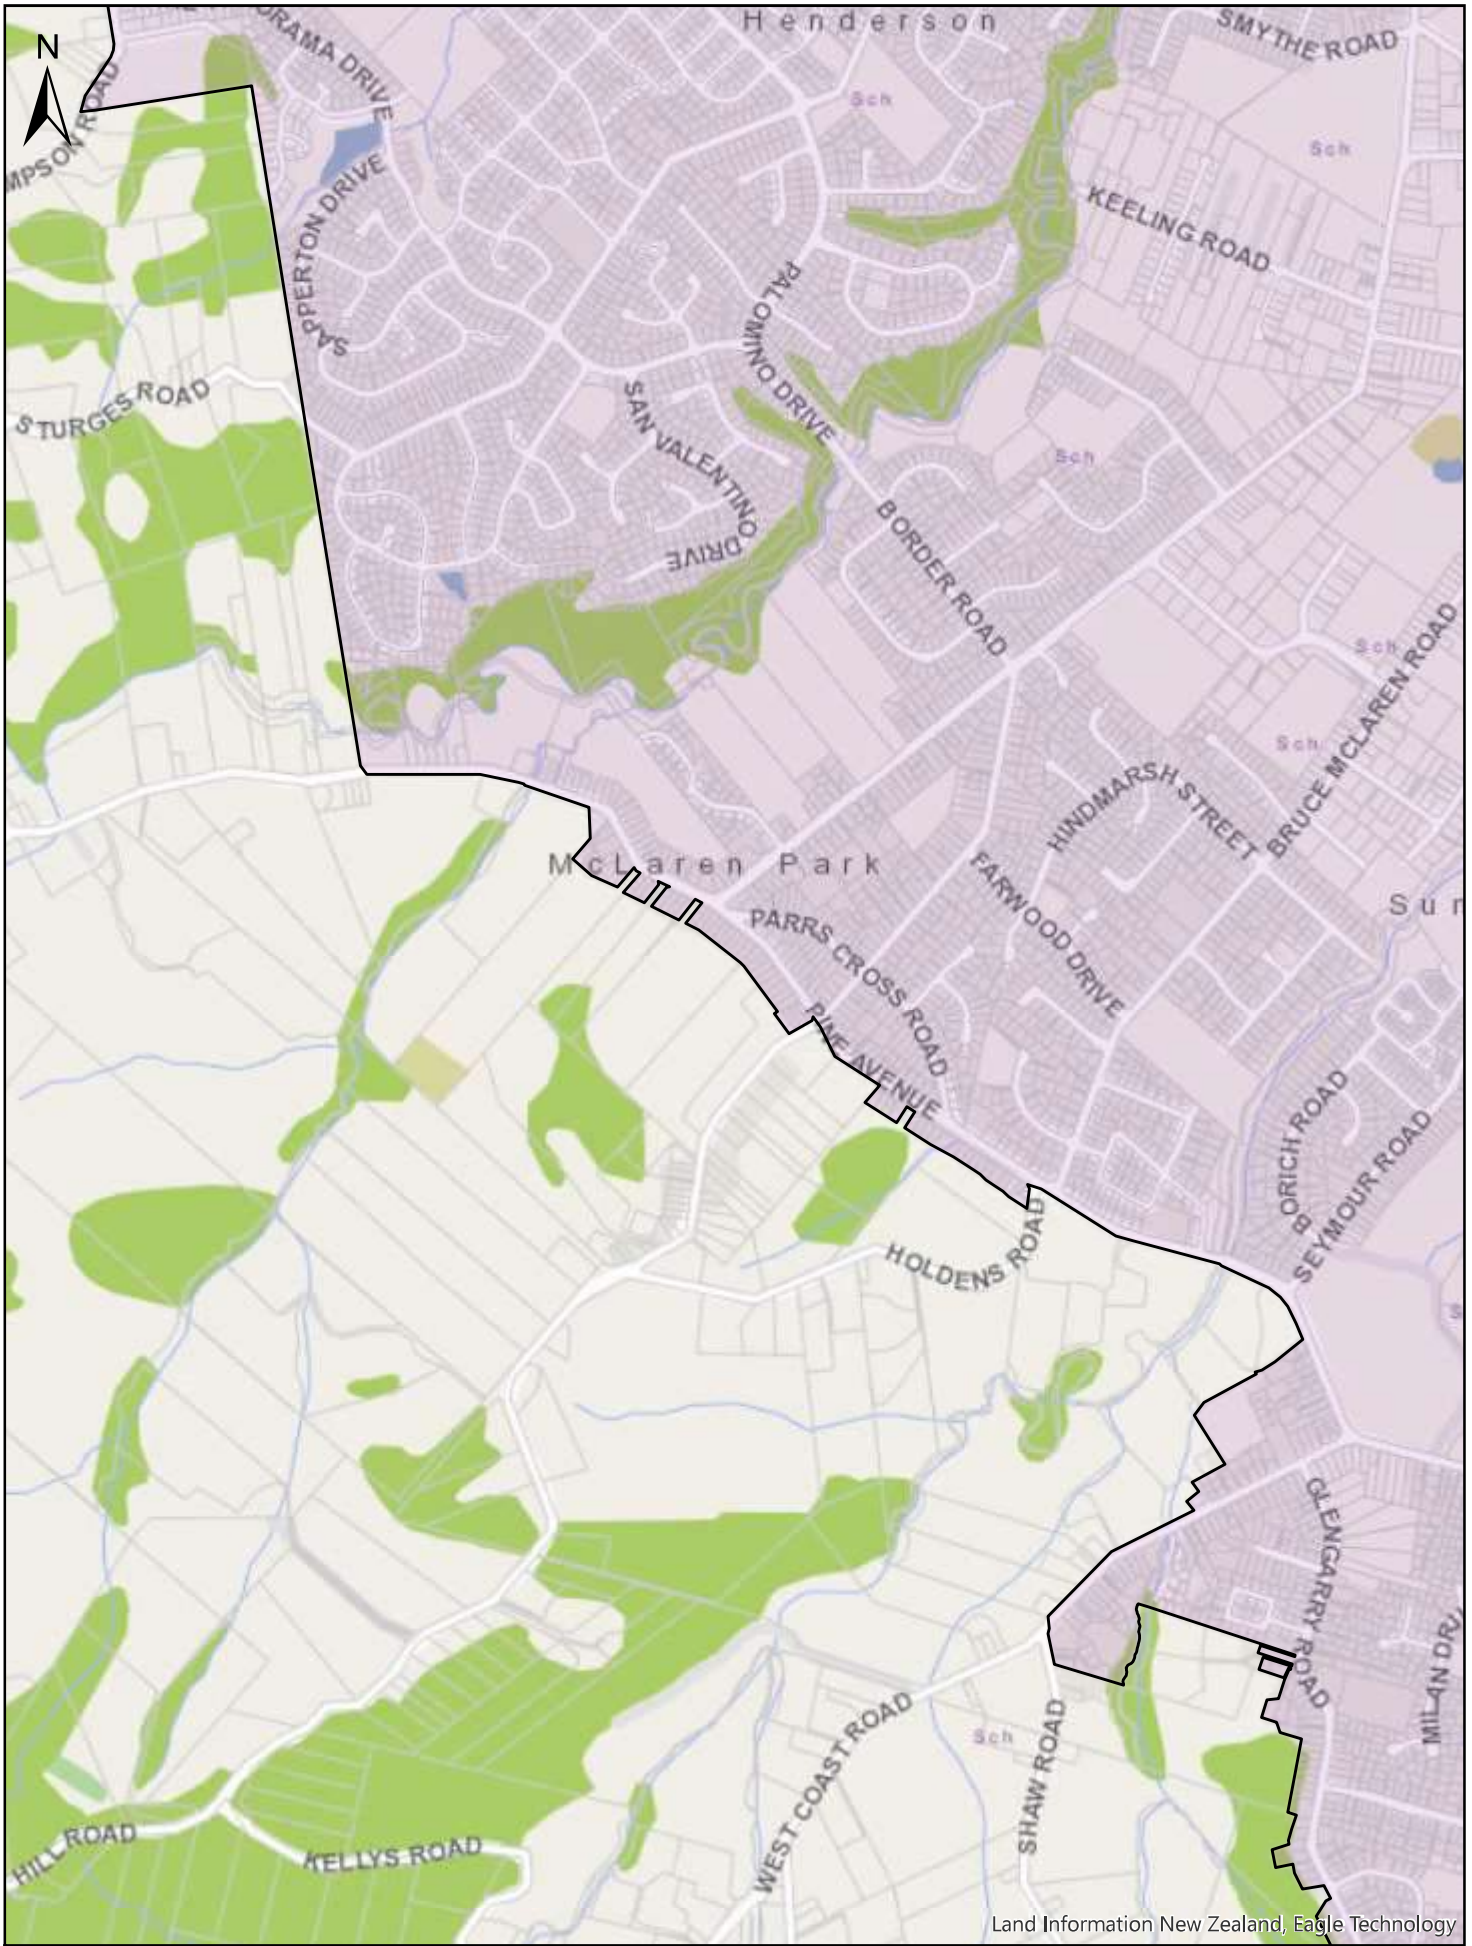 Henderson
SMYTHE ROAD
ORAMA DRIVE
N
Sch
Sch
MPSON ROAD
KEELING ROAD
SAPPERTON DRIVE
PALOMINO DRIVE
STURGES ROAD
SAN VALENTINO DRIVE
Sch
BORDER ROAD
Sch
BRUCE MCLAREN ROAD
Sch
HINDMARSH STREET
McLaren Park
FARWOOD DRIVE
Sur
PARRS CROSS ROAD
PINE AVENUE
BORICH ROAD
SEYMOUR ROAD
HOLDENS ROAD
S
GLENGARRY ROAD
MILAN DRI
WEST COAST ROAD
Sch
SHAW ROAD
HILL ROAD
KELLYS ROAD
Land Information New Zealand, Eagle Technology